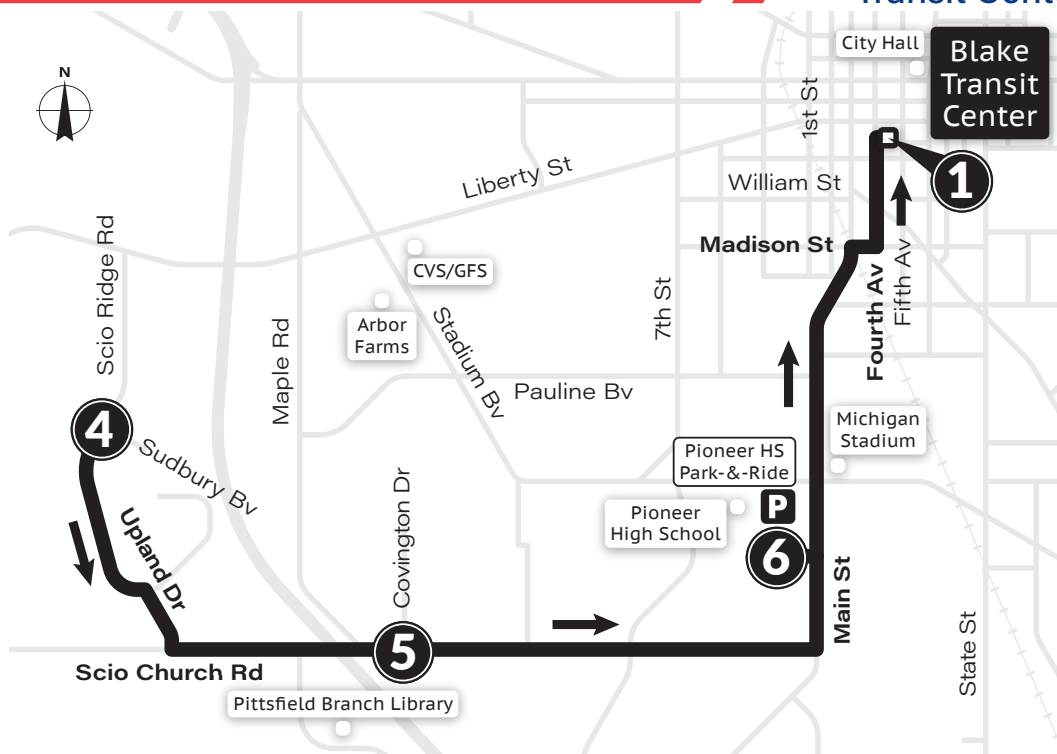 N
City Hall
Blake
Transit
Center
1st St
Liberty St
William St
1
Madison St
Scio Ridge Rd
CVS/GFS
Arbor
Farms
Maple Rd
Stadium Bv
7th St
Fourth Av
Fifth Av
Pauline Bv
4
Sudbury Bv
Michigan
Stadium
Pioneer HS
Park-&-Ride
P
Pioneer
High School
Covington Dr
Upland Dr
6
Main St
5
State St
Scio Church Rd
Pittsfield Branch Library